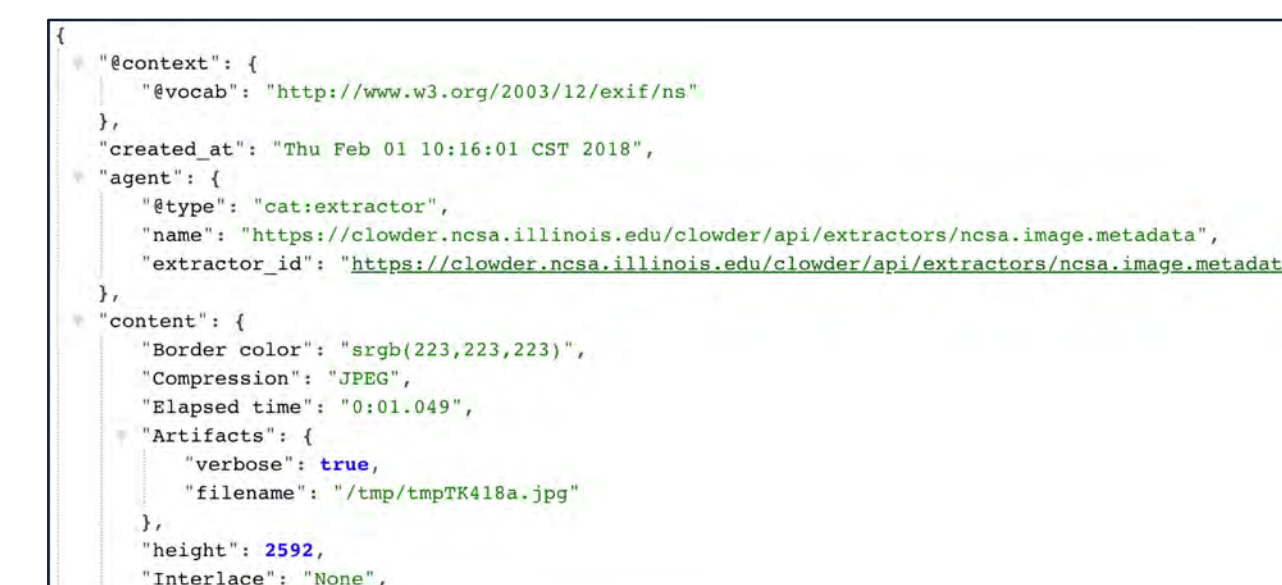 {
"@context": {
"@vocab": "http://www.w3.org/2003/12/exif/ns"
},
"created_at": "Thu Feb 01 10:16:01 CST 2018",
"agent": {
"@type": "cat:extractor",
"name": "https://clowder.ncsa.illinois.edu/clowder/api/extractors/ncsa.image.metadata",
"extractor_id": "https://clowder.ncsa.illinois.edu/clowder/api/extractors/ncsa.image.metadat
},
"content": {
"Border color": "srgb(223,223,223)",
"Compression": "JPEG",
"Elapsed time": "0:01.049",
"Artifacts": {
"verbose": true,
"filename": "/tmp/tmpTK418a.jpg"
},
"height": 2592,
"Interlace": "None",